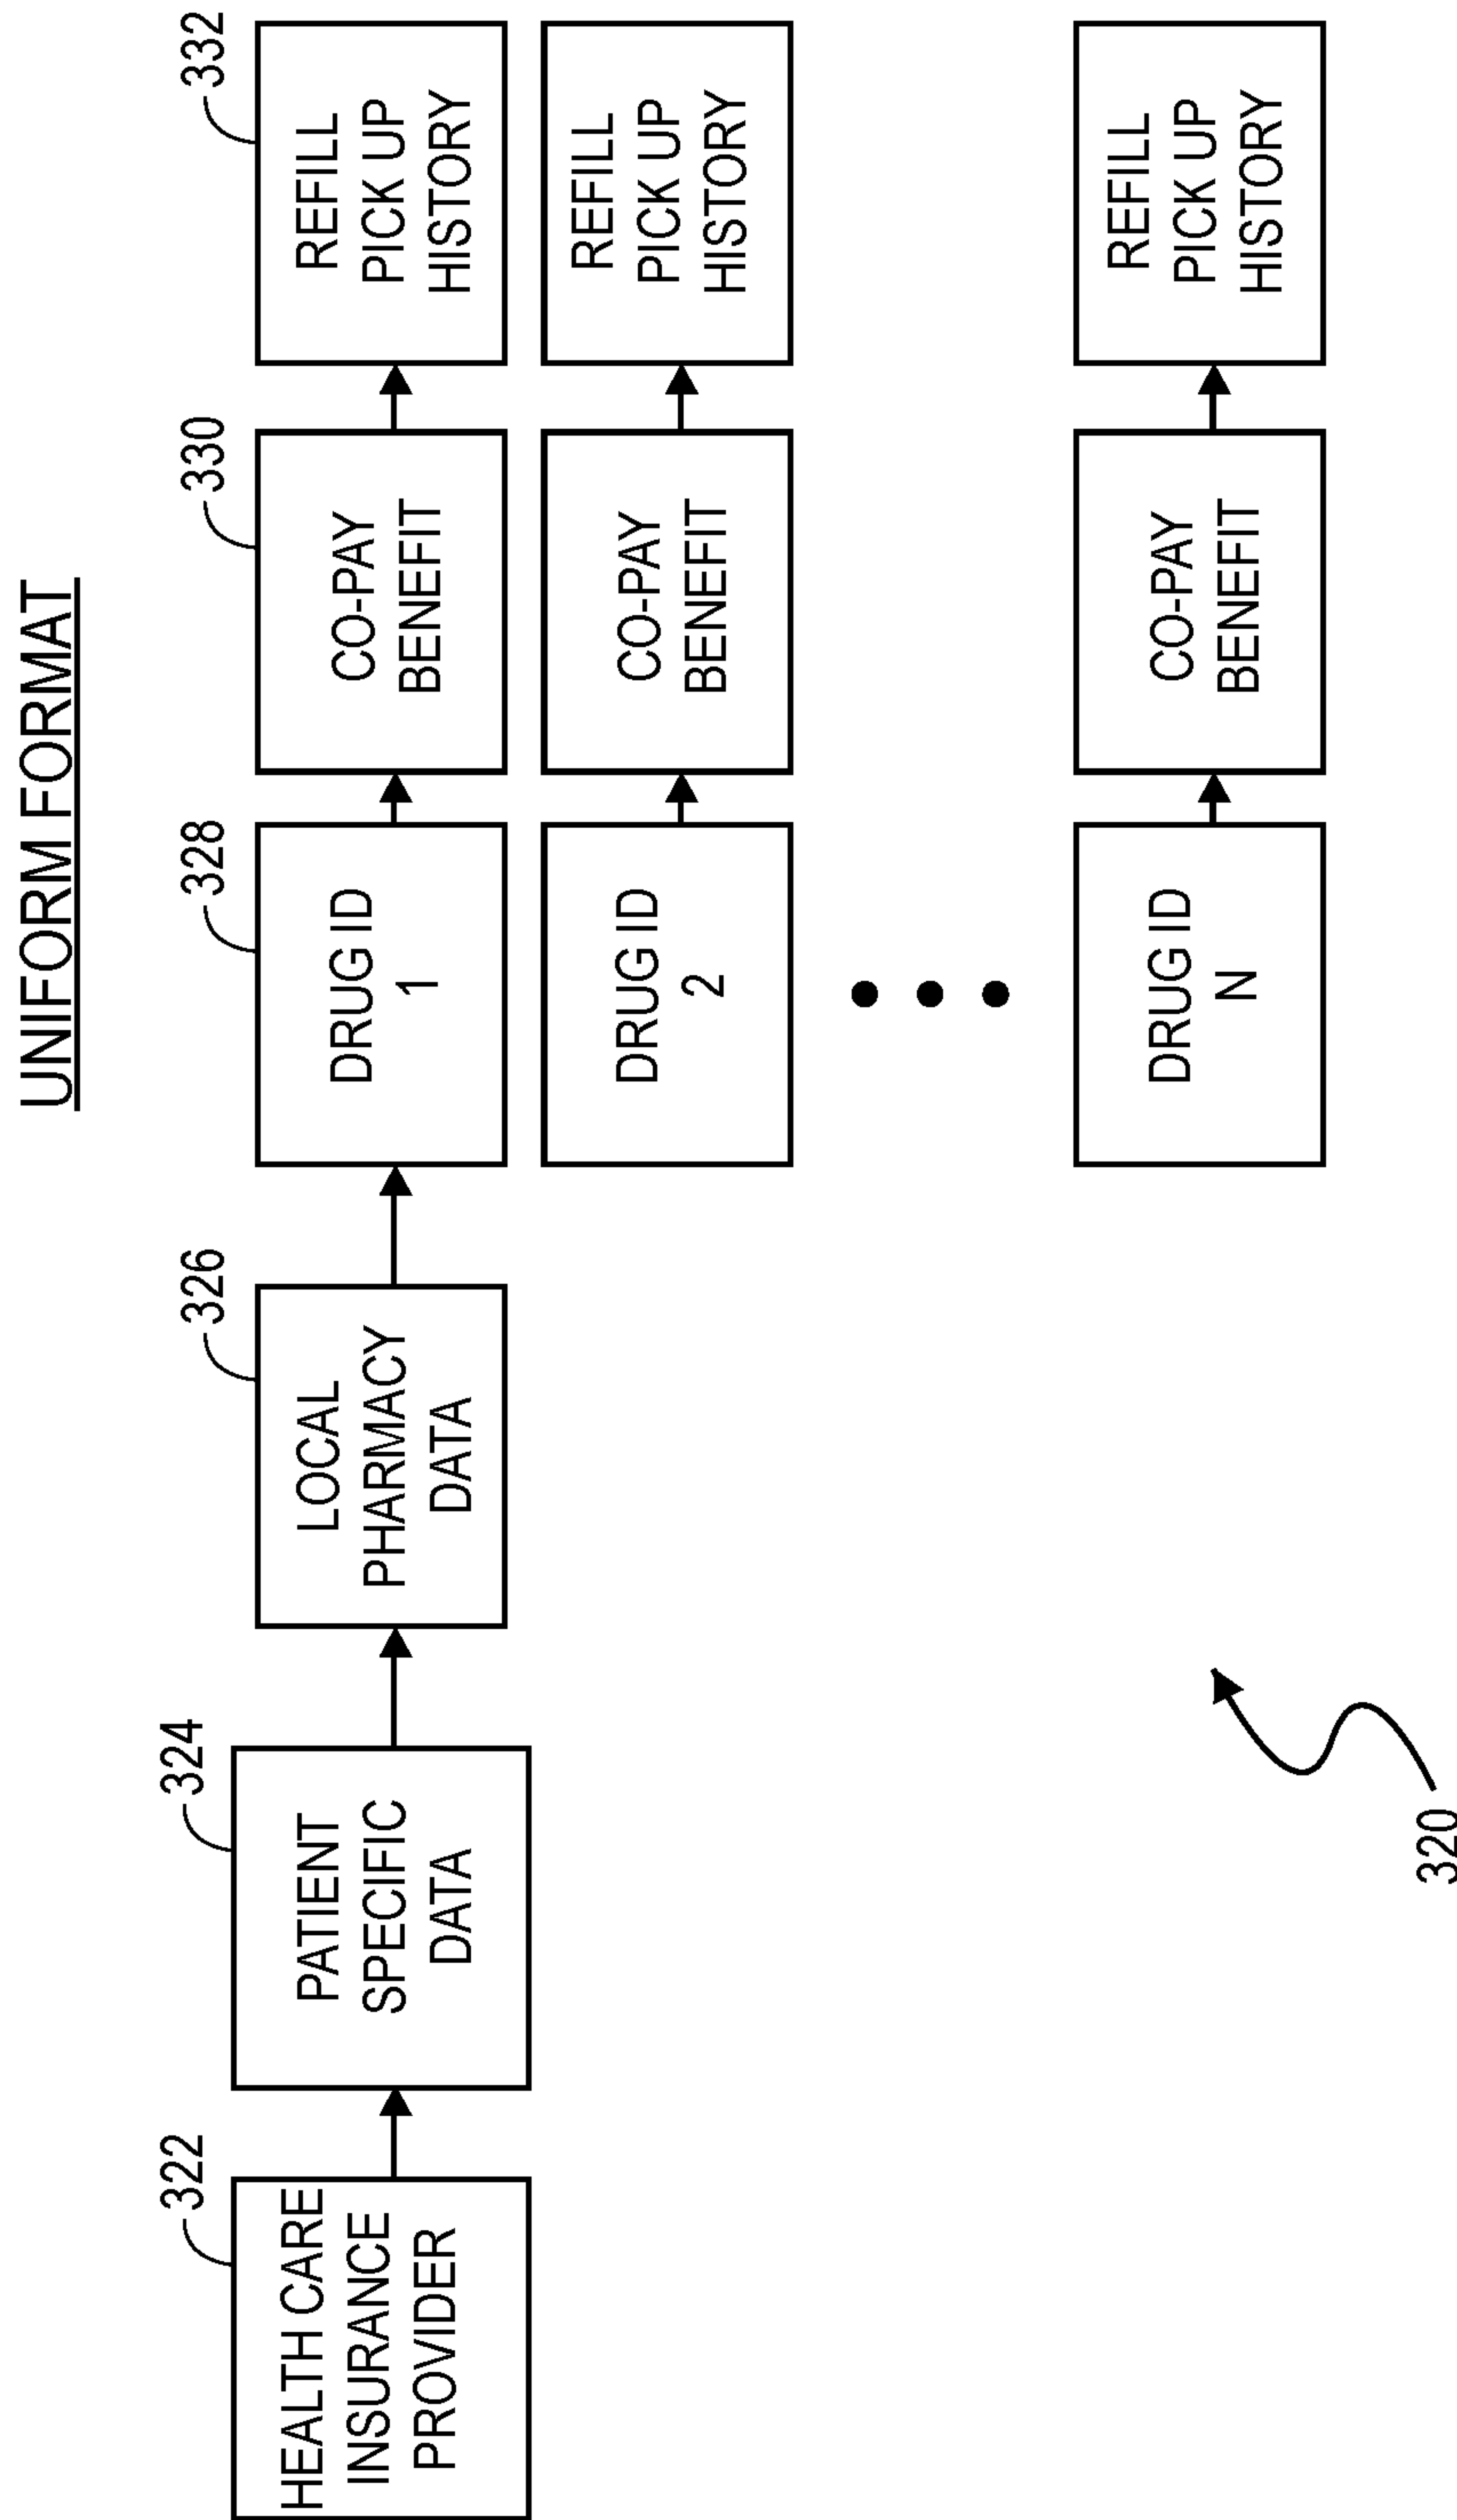 UNIFORM FORMAT
322
HEALTH CARE
INSURANCE
PROVIDER
324
PATIENT
SPECIFIC
DATA
326
LOCAL
PHARMACY
DATA
328
DRUG ID
1
330
CO-PAY
BENEFIT
332
REFILL
PICK UP
HISTORY
DRUG ID
2
CO-PAY
BENEFIT
REFILL
PICK UP
HISTORY
DRUG ID
N
CO-PAY
BENEFIT
REFILL
PICK UP
HISTORY
320